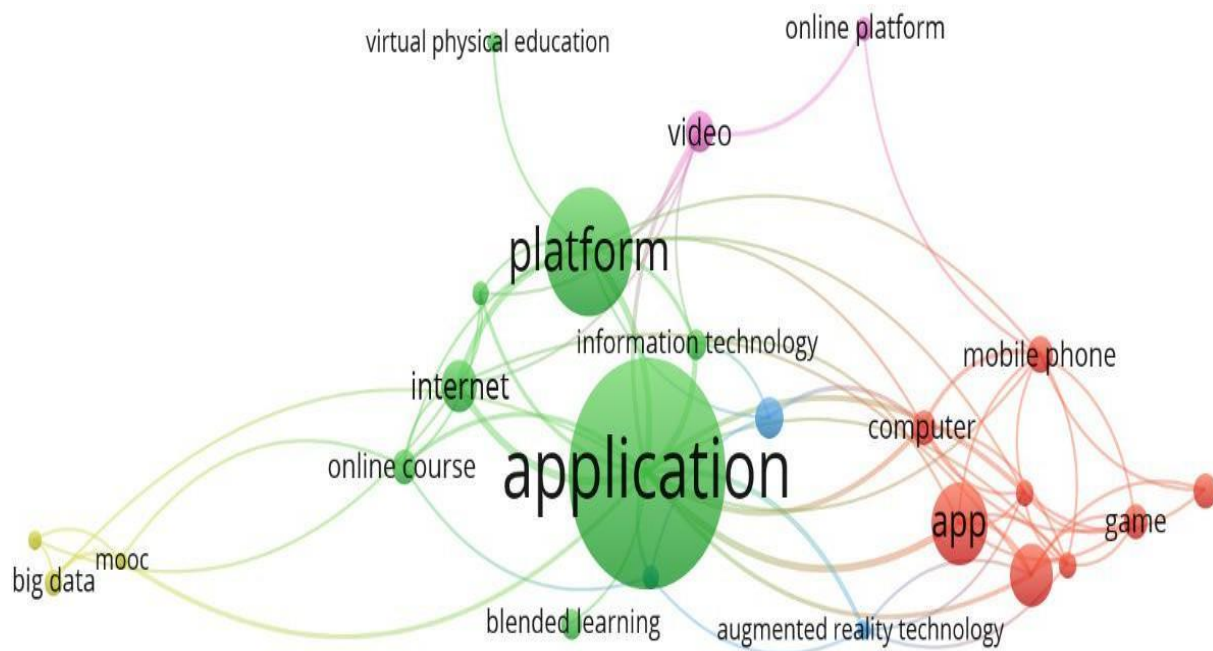 virtual physical education
online platform
video
platform
information technology
mobile phone
internet
computer
online course
application
app
game
mooc
big data
blended learning
augmented reality technology